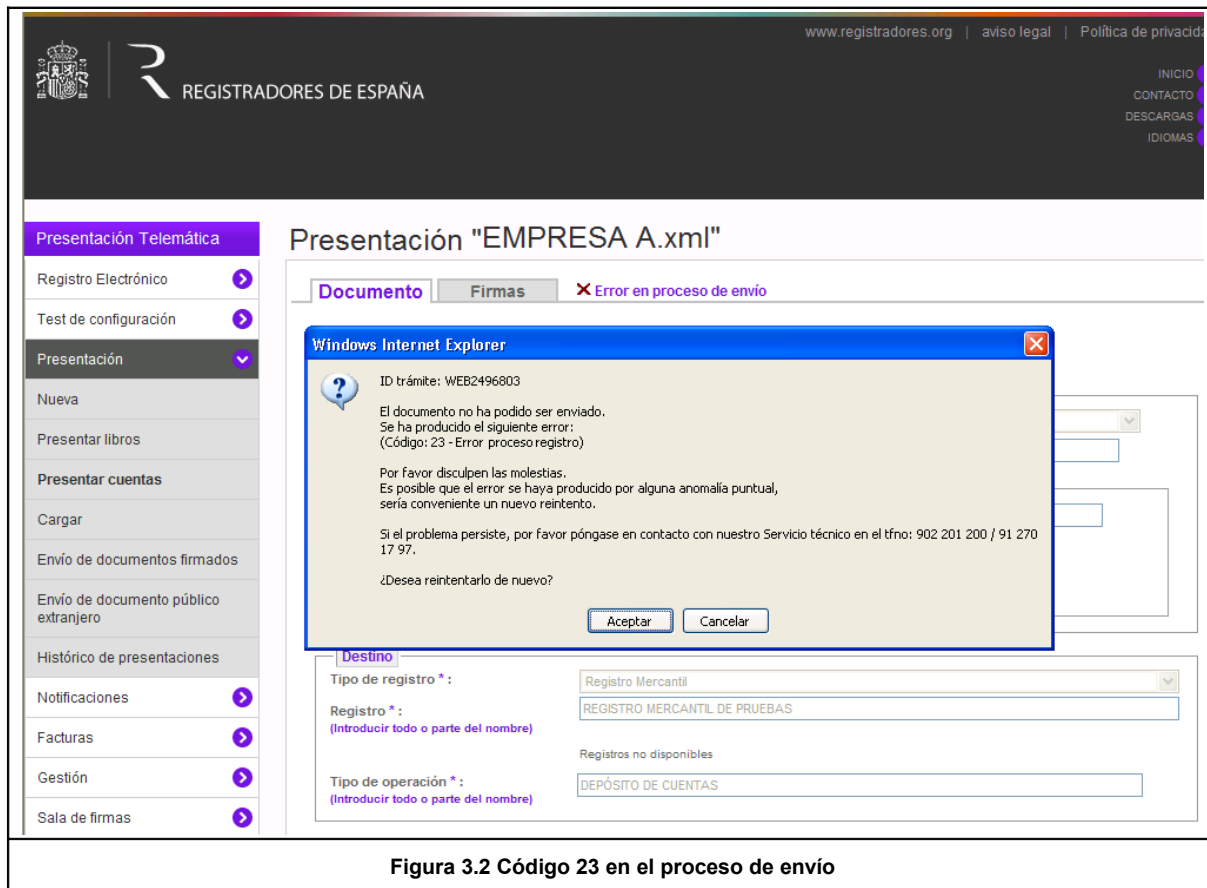 www.registradores.org | aviso legal | Política de privacida
REGISTRADORES DE ESPAÑA
INICIO
CONTACTO
DESCARGAS
IDIOMAS
Presentación Telemática
Registro Electrónico
Test de configuración
Presentación
Nueva
Presentar libros
Presentar cuentas
Cargar
Envío de documentos firmados
Envío de documento público
extranjero
Histórico de presentaciones
Notificaciones
Facturas
Gestión
Sala de firmas
Presentación "EMPRESA A.xml"
Documento Firmas Error en proceso de envío
Windows Internet Explorer
ID trámite: WEB2496803
El documento no ha podido ser enviado.
Se ha producido el siguiente error:
(Código: 23 - Error proceso registro)
Por favor disculpen las molestias.
Es posible que el error se haya producido por alguna anomalía puntual,
sería conveniente un nuevo reintento.
Si el problema persiste, por favor póngase en contacto con nuestro Servicio técnico en el tfno: 902 201 200 / 91 270
17 97.
¿Desea reintentarlo de nuevo?
Aceptar Cancelar
Destino
Tipo de registro * : Registro Mercantil
Registro * : REGISTRO MERCANTIL DE PRUEBAS
(Introducir todo o parte del nombre)
Registros no disponibles
Tipo de operación * : DEPÓSITO DE CUENTAS
(Introducir todo o parte del nombre)
Figura 3.2 Código 23 en el proceso de envío